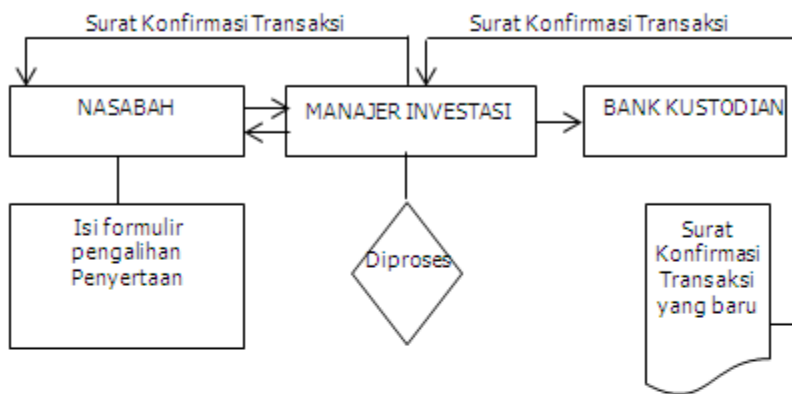 Surat Konfirmasi Transaksi
Surat Konfirmasi Transaksi
NASABAH
MANAJER INVESTASI
BANK KUSTODIAN
Isi formulir
pengalihan
Penyertaan
Diproses
Surat
Konfirmasi
Transaksi
yang baru